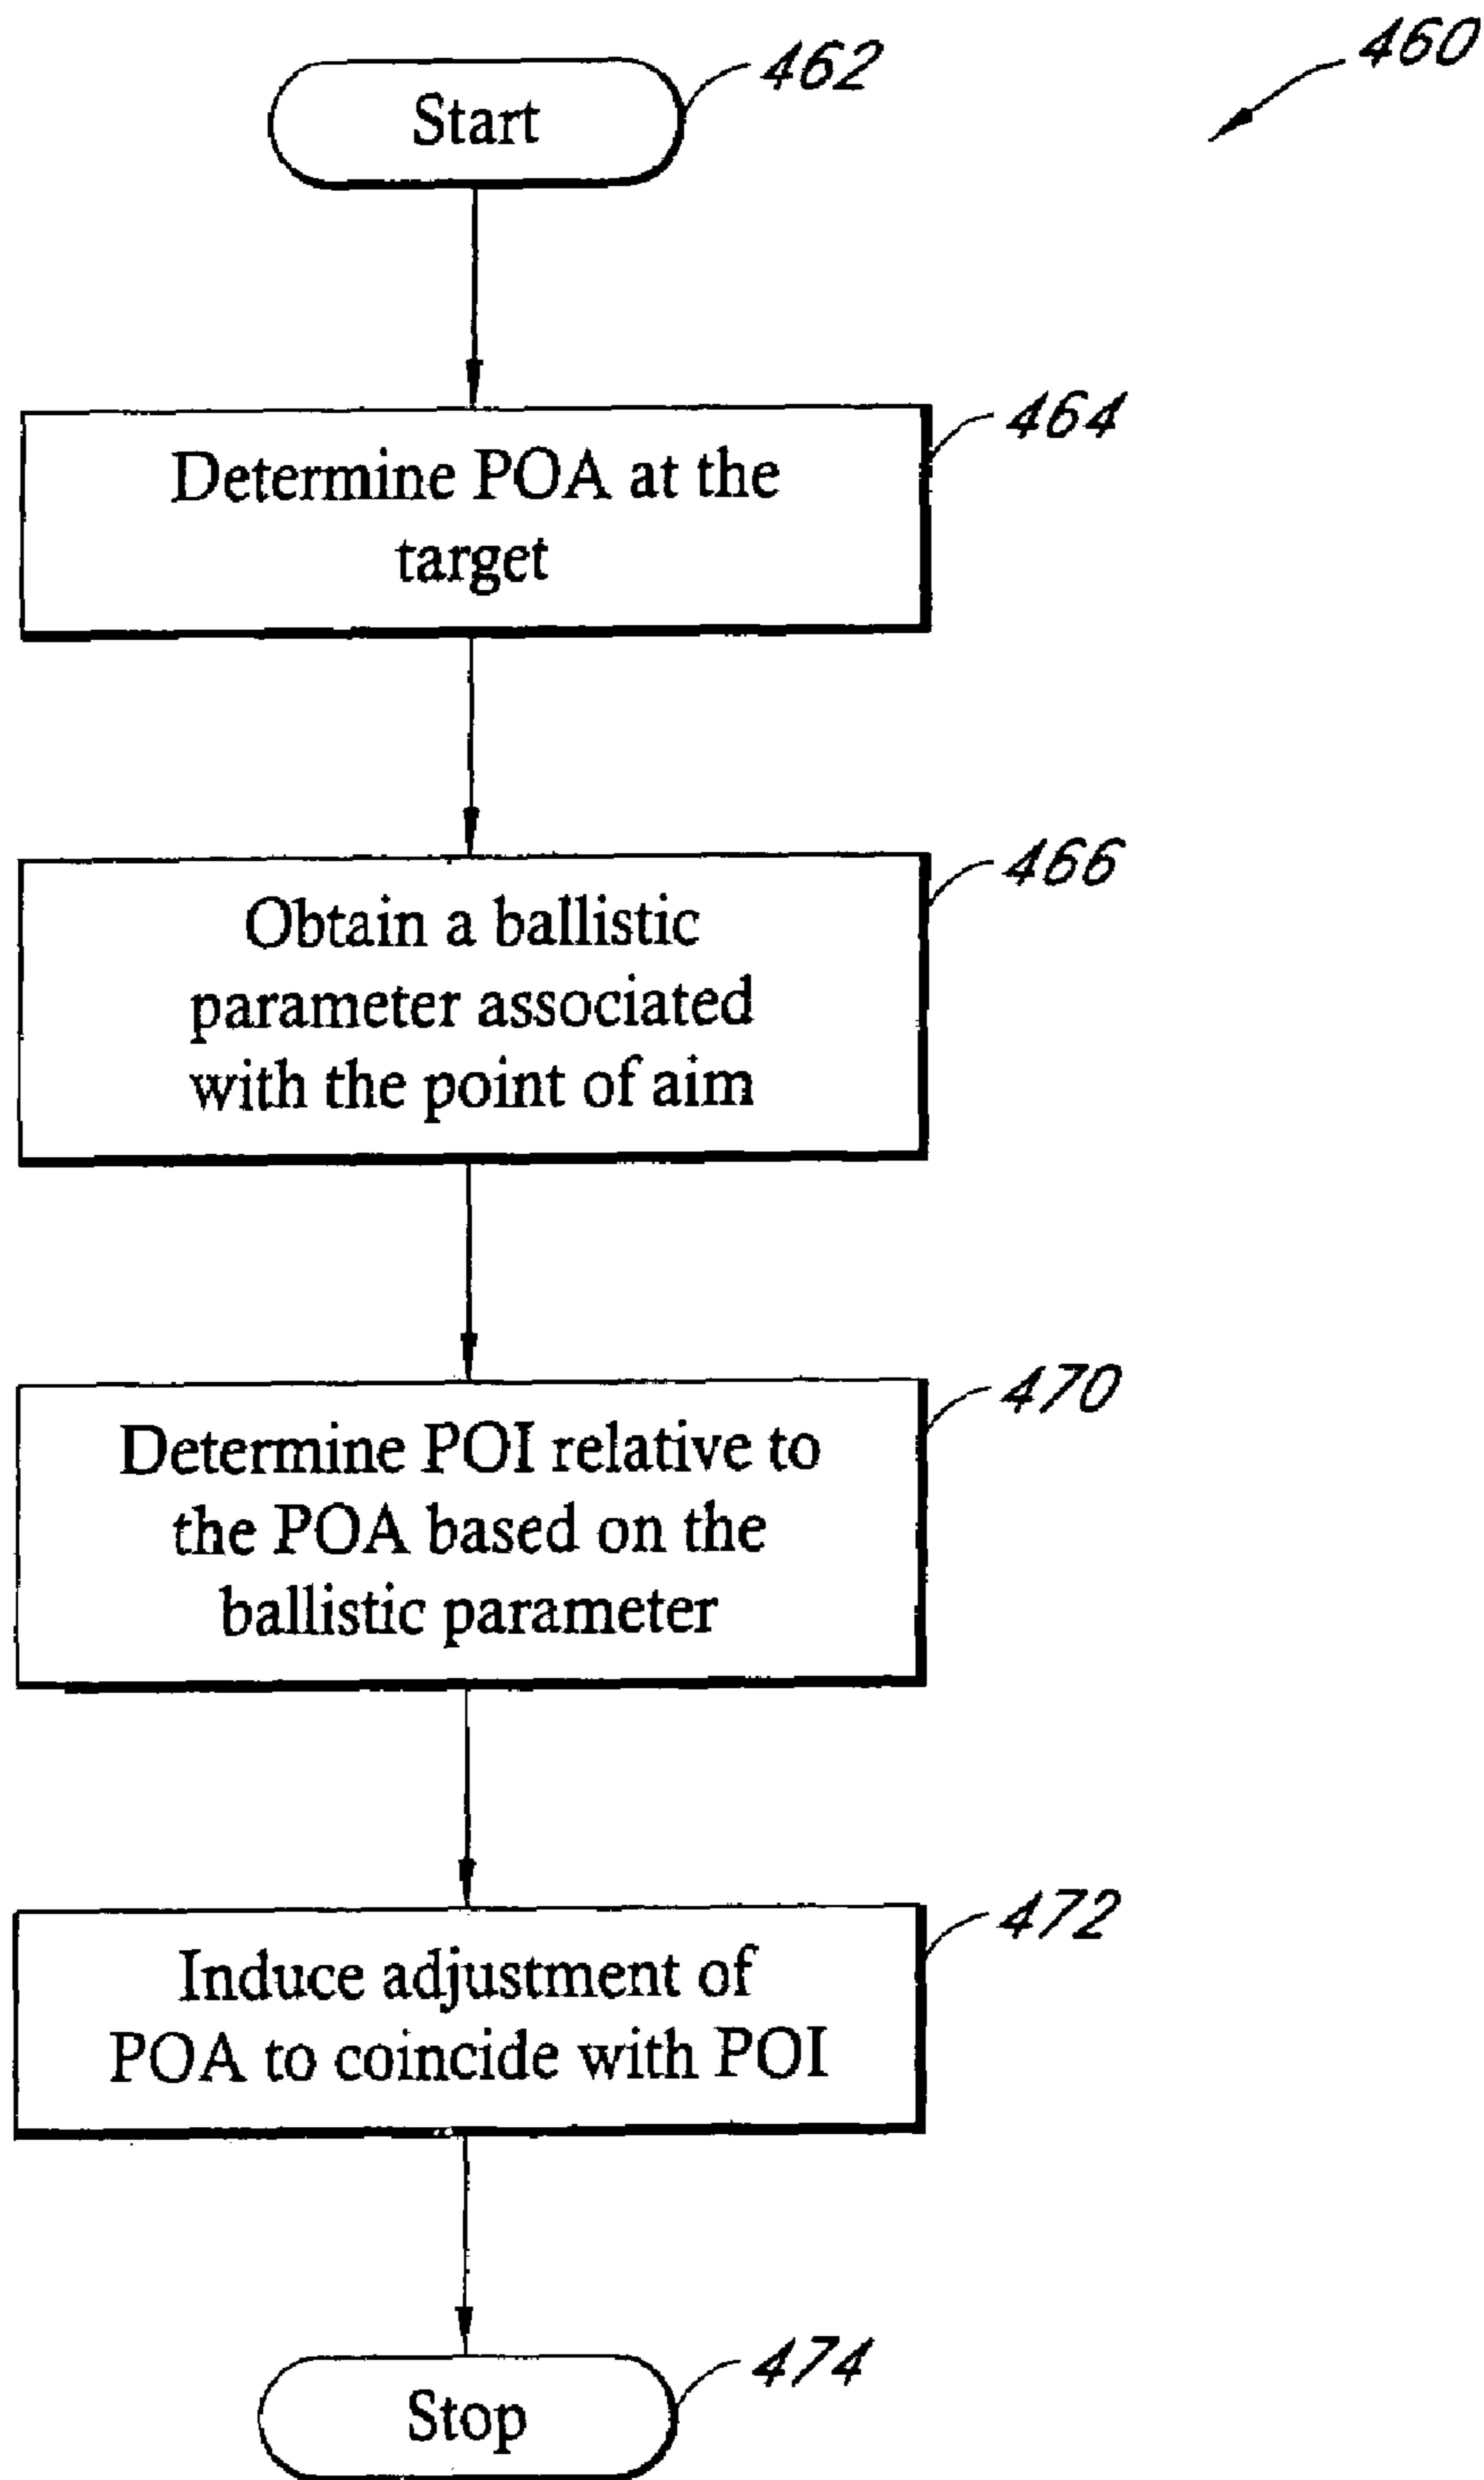 460
462
Start
464
Determine POA at the
target
466
Obtain a ballistic
parameter associated
with the point of aim
470
Determine POI relative to
the POA based on the
ballistic parameter
472
Induce adjustment of
POA to coincide with POI
474
Stop